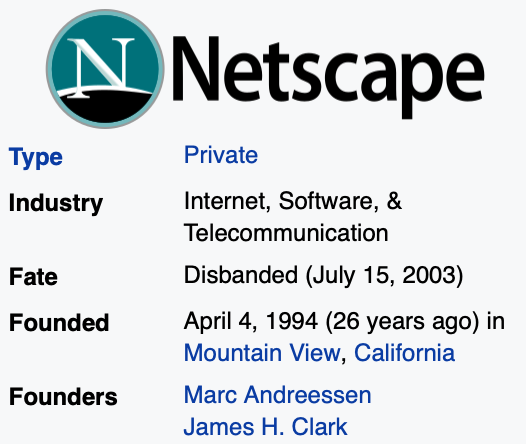 N Netscape
Type Private
Industry Internet, Software, &
Telecommunication
Fate Disbanded (July 15, 2003)
Founded April 4, 1994 (26 years ago) in
Mountain View, California
Founders Marc Andreessen
James H. Clark